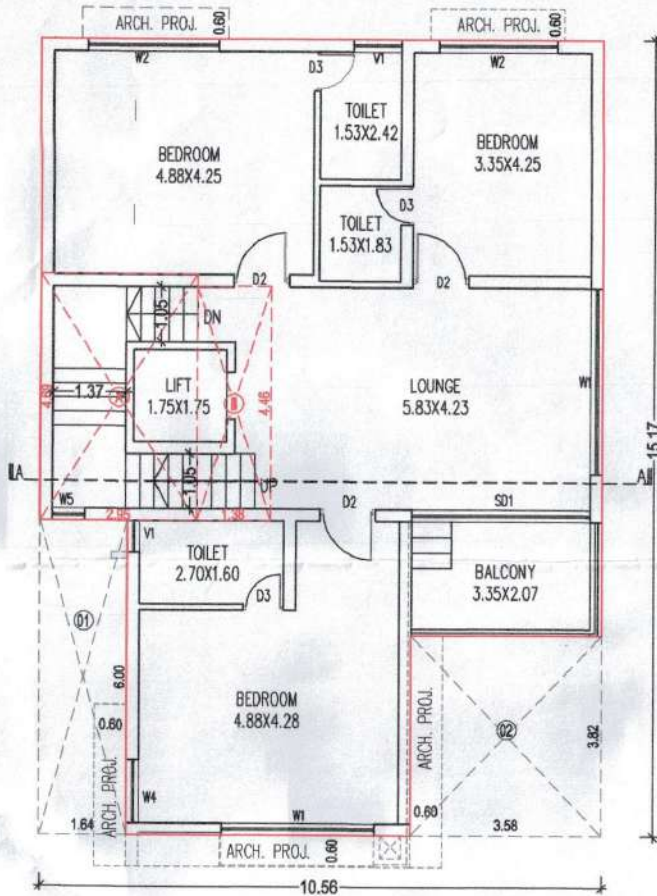 ARCH. PROJ.
0.60
ARCH. PROJ.
0.60
W2
D3
V1
W2
TOILET
1.53X2.42
BEDROOM
4.88X4.25
BEDROOM
3.35X4.25
TOILET
1.53X1.83
D3
D2
D2
1.05
DN
4.69
1.37
LIFT
1.75X1.75
4.46
LOUNGE
5.83X4.23
W1
15.17
A
1.05
A
W5
2.95
1.38
D2
SD1
V1
TOILET
2.70X1.60
D3
BALCONY
3.35X2.07
01
6.00
BEDROOM
4.88X4.28
0.60
ARCH. PROJ.
ARCH. PROJ.
02
3.82
W4
W1
0.60
1.64
3.58
ARCH. PROJ.
0.60
10.56